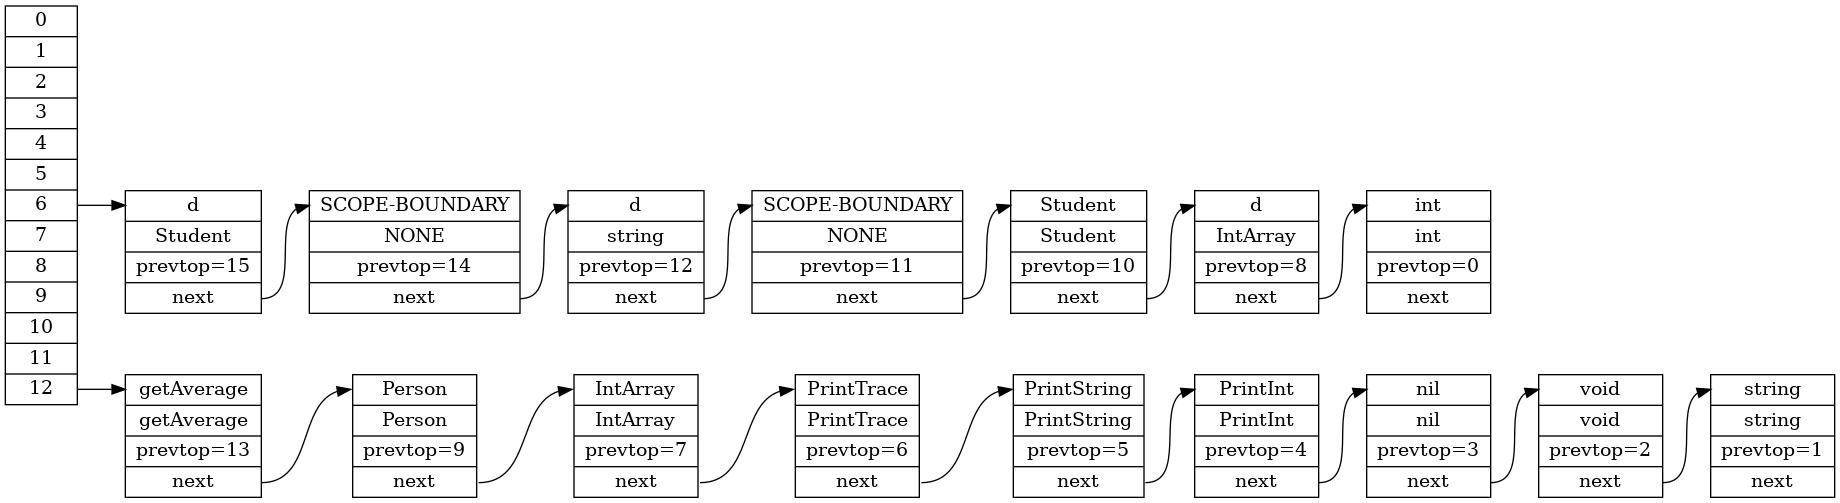 0
1
2
3
4
5
6
7
8
9
10
11
12
d
Student
prevtop=15
next
SCOPE-BOUNDARY
NONE
prevtop=14
next
d
string
prevtop=12
next
SCOPE-BOUNDARY
NONE
prevtop=11
next
Student
Student
prevtop=10
next
d
IntArray
prevtop=8
next
int
int
prevtop=0
next
getAverage
getAverage
prevtop=13
next
Person
Person
prevtop=9
next
IntArray
IntArray
prevtop=7
next
PrintTrace
PrintTrace
prevtop=6
next
PrintString
PrintString
prevtop=5
next
PrintInt
PrintInt
prevtop=4
next
nil
nil
prevtop=3
next
void
void
prevtop=2
next
string
string
prevtop=1
next